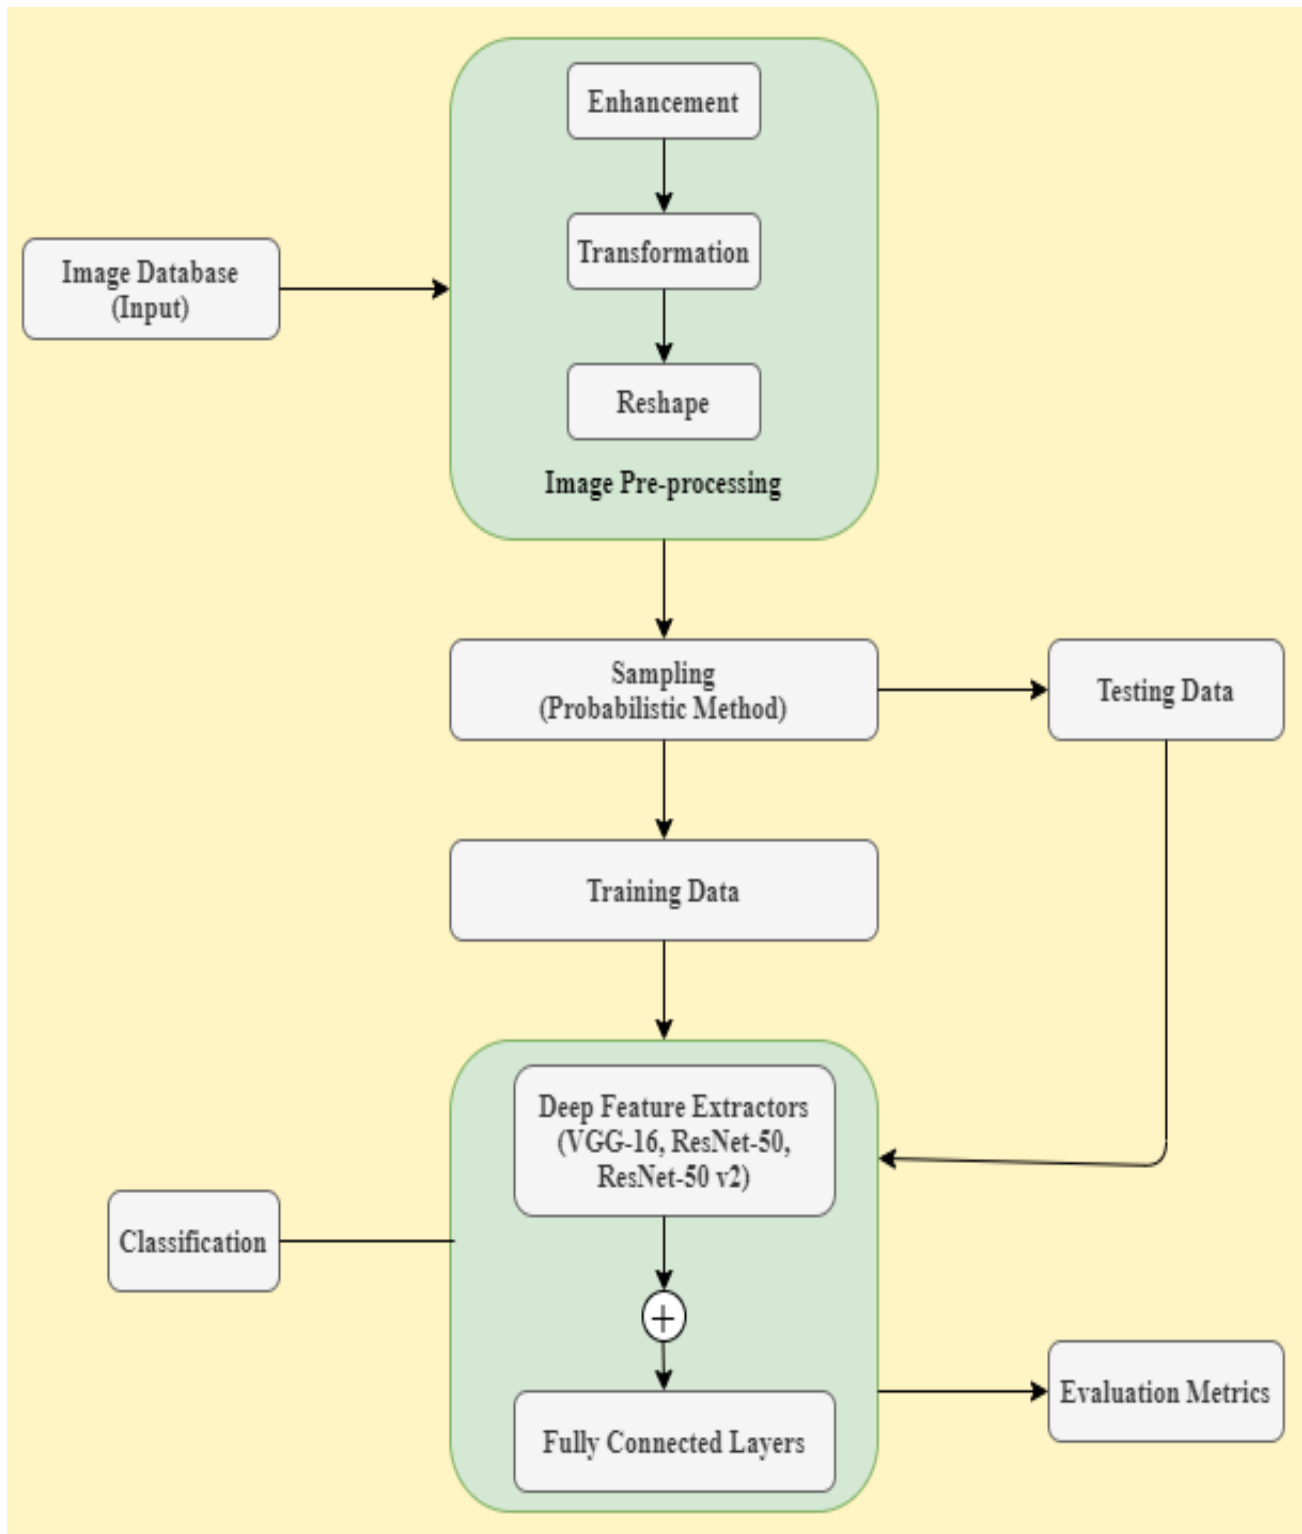 Enhancement
Transformation
Image Database
(Input)
Reshape
Image Pre-processing
Sampling
(Probabilistic Method)
Testing Data
Training Data
Deep Feature Extractors
(VGG-16, ResNet-50,
ResNet-50 v2)
Classification
+
Evaluation Metrics
Fully Connected Layers